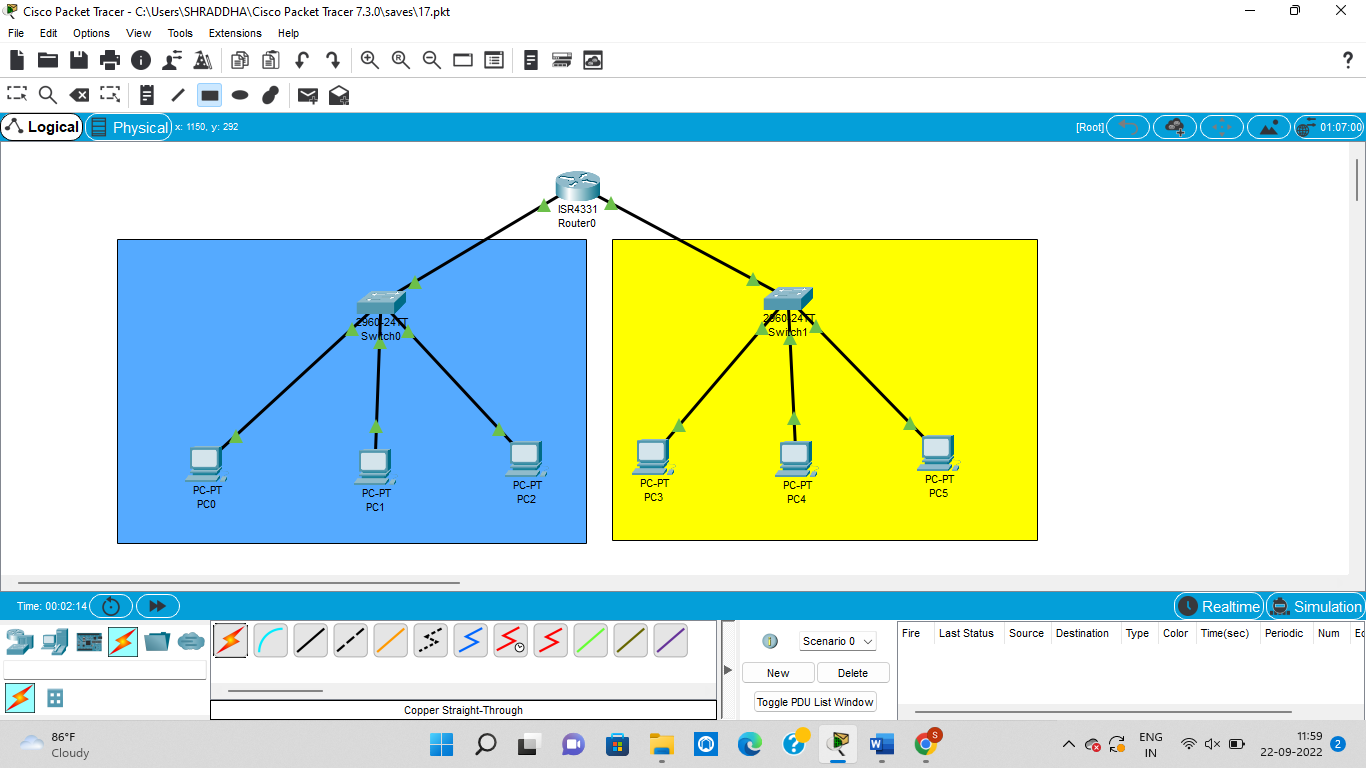 Cisco Packet Tracer - C:\Users\SHRADDHA\Cisco Packet Tracer 7.3.0\saves\17.pkt
File Edit Options View Tools Extensions Help
Logical Physical x: 1150, y: 292 [Root] 01:07:00
ISR4331
Router0
2960-24TT
Switch0
2960-24TT
Switch1
PC-PT
PC0
PC-PT
PC1
PC-PT
PC2
PC-PT
PC3
PC-PT
PC4
PC-PT
PC5
Time: 00:02:14 Realtime Simulation
Scenario 0
New Delete
Toggle PDU List Window
Fire Last Status Source Destination Type Color Time(sec) Periodic Num Ec
Copper Straight-Through
86°F
Cloudy
S
ENG
IN
11:59
22-09-2022
2